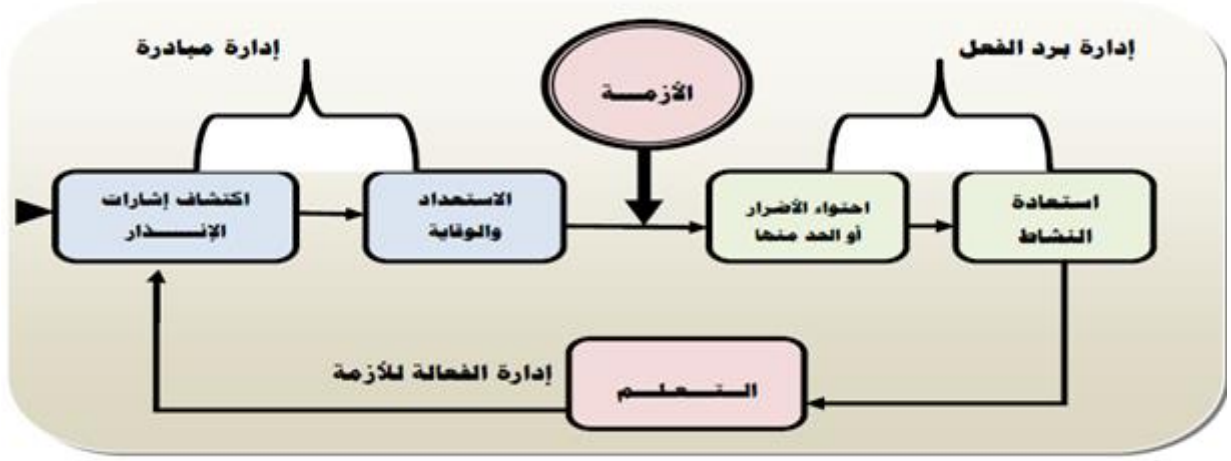 إدارة مبادرة
إدارة برد الفعل
الأزمة
اكتشاف إشارات
الإنذار
الاستعداد
والوقاية
احتواء الأضرار
أو الحد منها
استعادة
النشاط
التعلم
إدارة الفعالة للأزمة